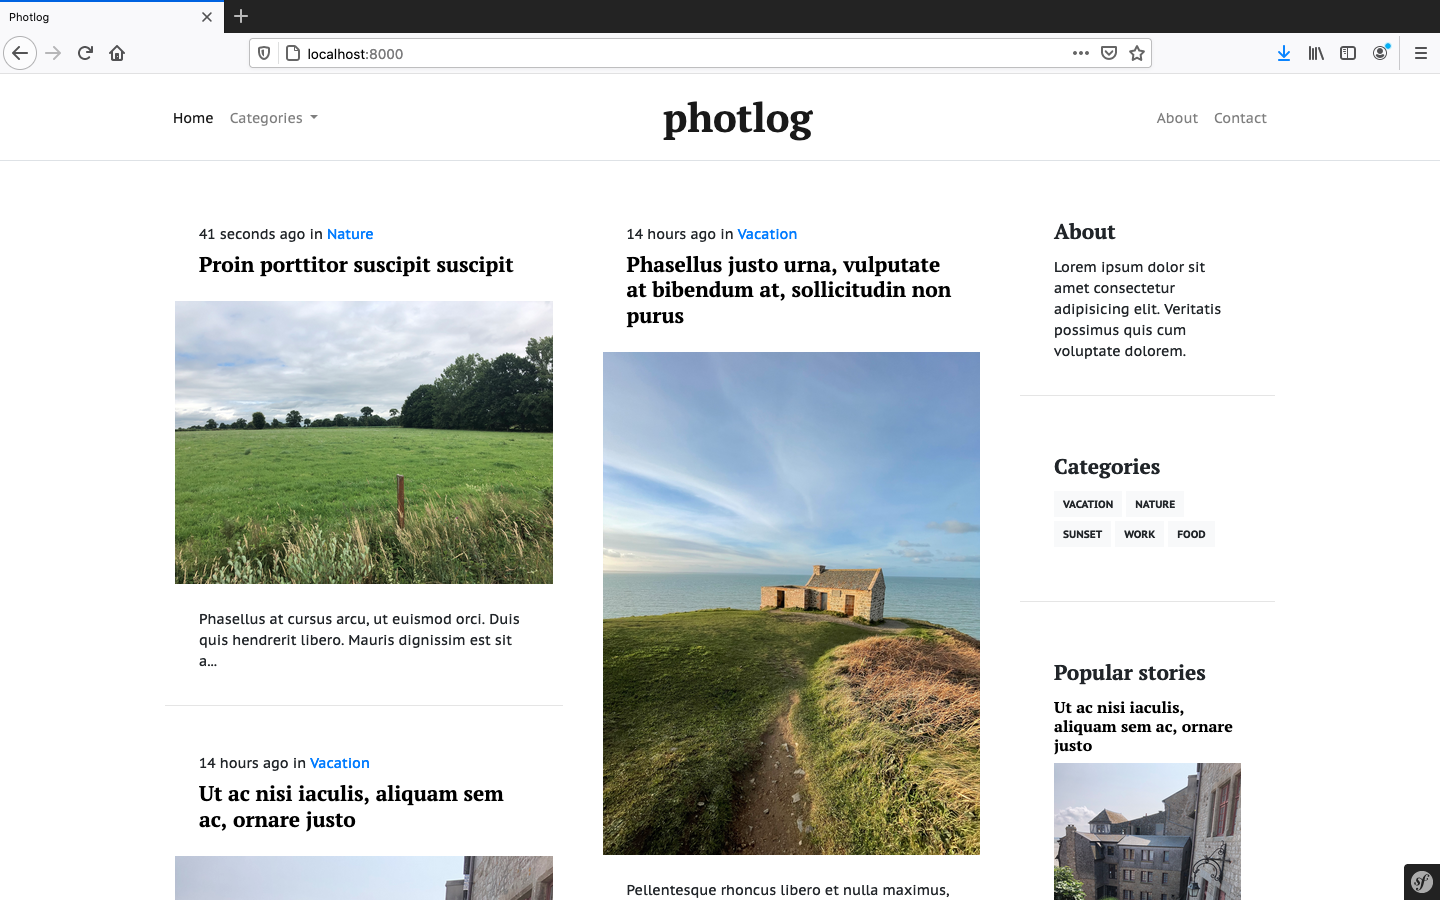 Photlog
localhost:8000
Home
Categories
photlog
About
Contact
41 seconds ago in Nature
Proin porttitor suscipit suscipit
Phasellus at cursus arcu, ut euismod orci. Duis
quis hendrerit libero. Mauris dignissim est sit
a...
14 hours ago in Vacation
Ut ac nisi iaculis, aliquam sem
ac, ornare justo
14 hours ago in Vacation
Phasellus justo urna, vulputate
at bibendum at, sollicitudin non
purus
Pellentesque rhoncus libero et nulla maximus,
About
Lorem ipsum dolor sit
amet consectetur
adipisicing elit. Veritatis
possimus quis cum
voluptate dolorem.
Categories
VACATION NATURE
SUNSET WORK FOOD
Popular stories
Ut ac nisi iaculis,
aliquam sem ac, ornare
justo
sf